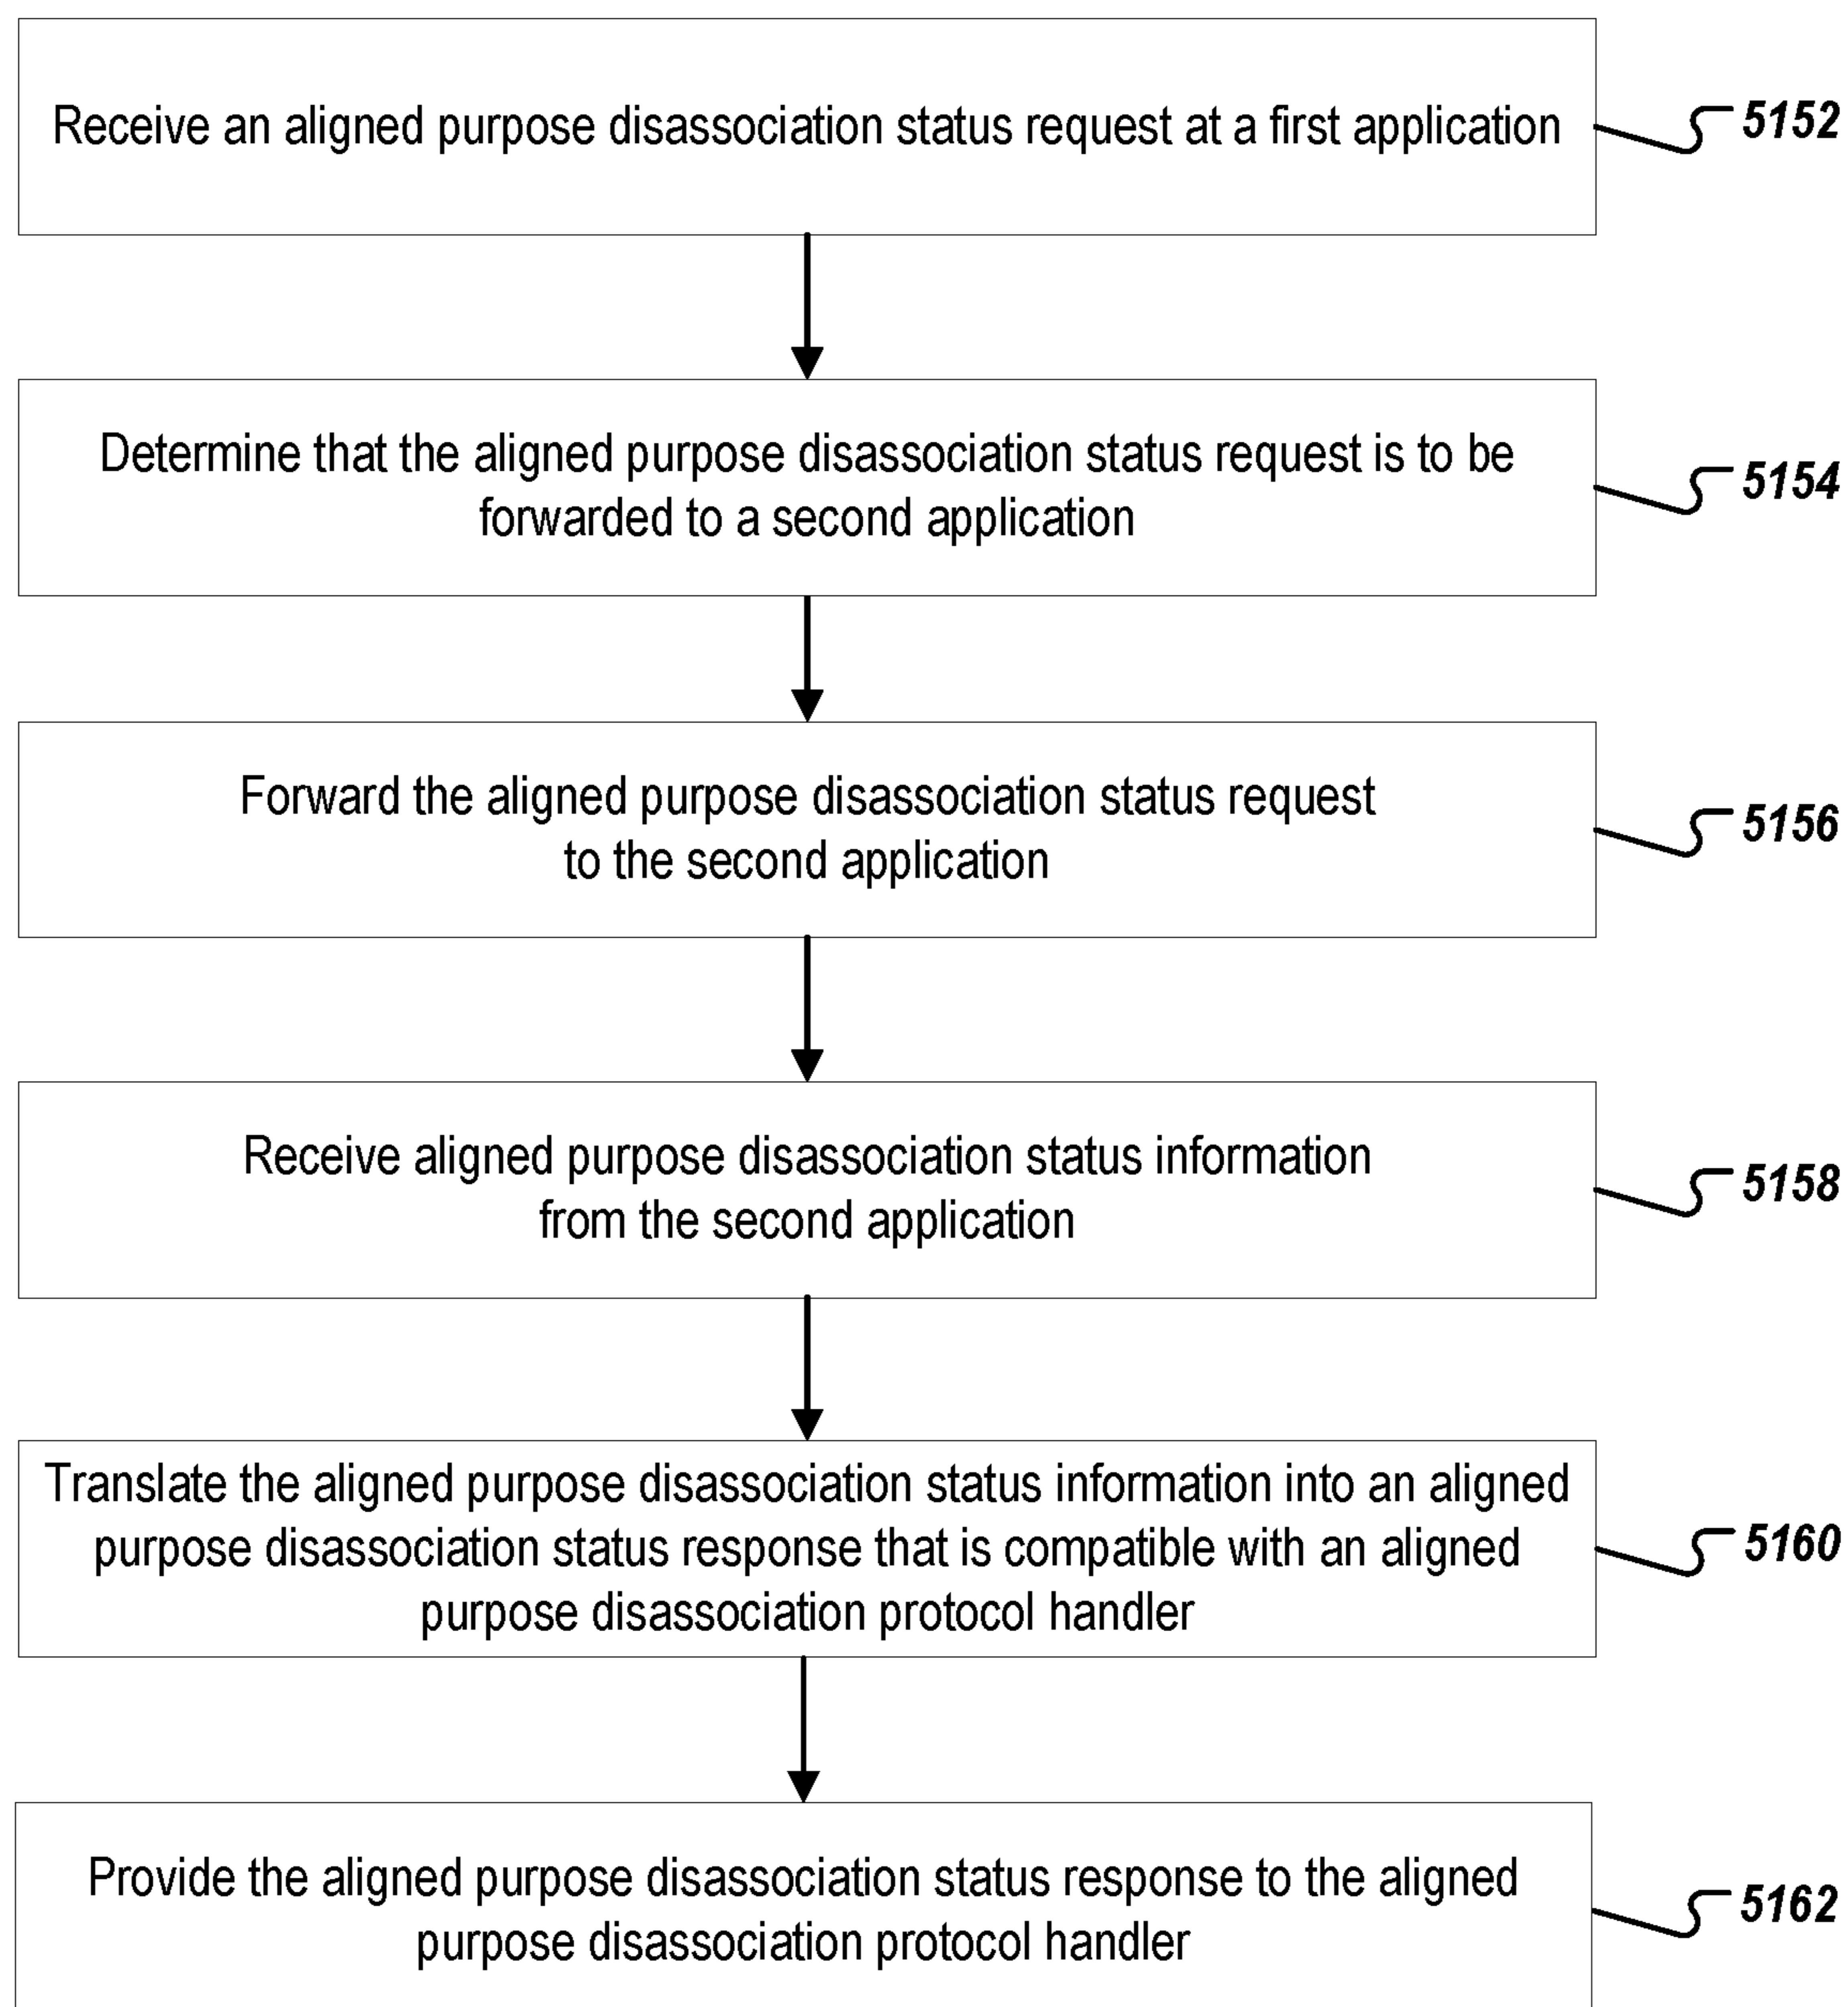 Receive an aligned purpose disassociation status request at a first application
5152
Determine that the aligned purpose disassociation status request is to be
forwarded to a second application
5154
Forward the aligned purpose disassociation status request
to the second application
5156
Receive aligned purpose disassociation status information
from the second application
5158
Translate the aligned purpose disassociation status information into an aligned
purpose disassociation status response that is compatible with an aligned
purpose disassociation protocol handler
5160
Provide the aligned purpose disassociation status response to the aligned
purpose disassociation protocol handler
5162